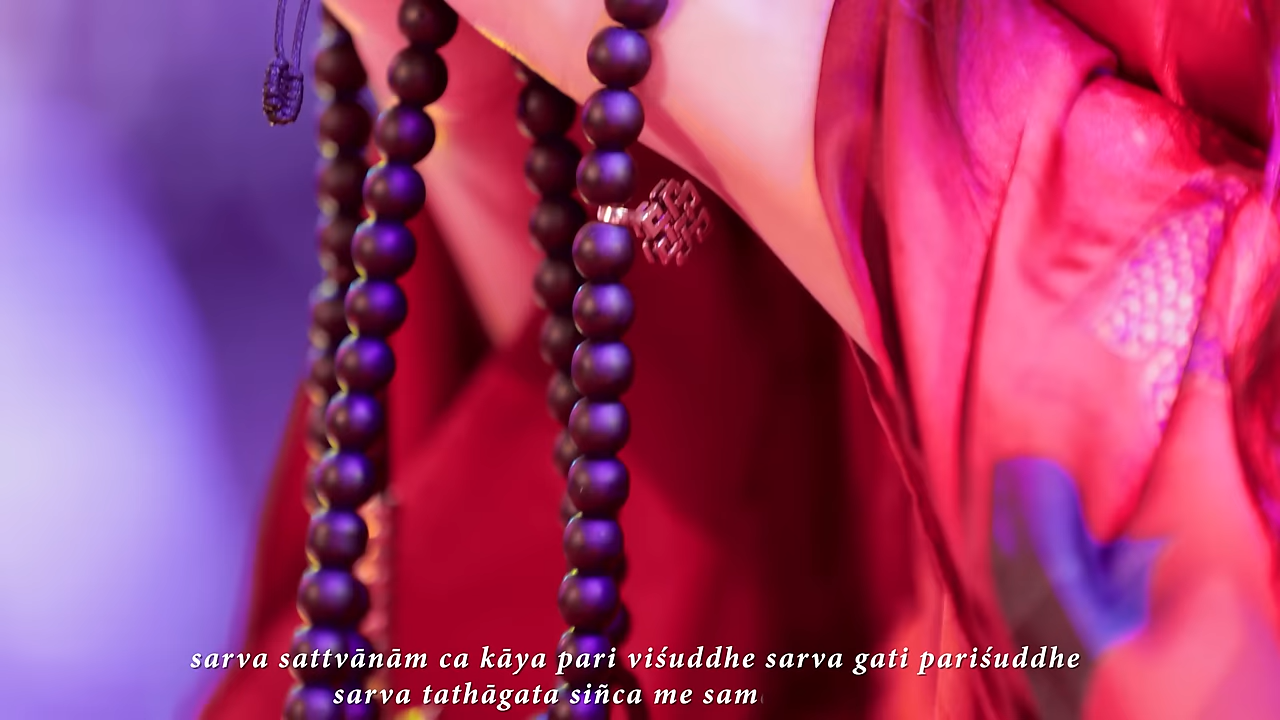 sarva sattvānām ca kāya pari viśuddhe sarva gati pariśuddhe
sarva tathāgata siñca me sam